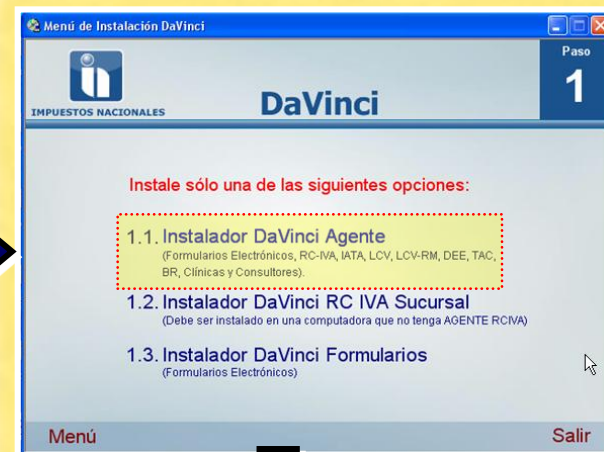 Menú de Instalación DaVinci
Paso
1
IMPUESTOS NACIONALES
DaVinci
Instale sólo una de las siguientes opciones:
1.1. Instalador DaVinci Agente
(Formularios Electrónicos, RC-IVA, IATA, LCV, LCV-RM, DEE, TAC,
BR, Clínicas y Consultores).
1.2. Instalador DaVinci RC IVA Sucursal
(Debe ser instalado en una computadora que no tenga AGENTE RCIVA)
1.3. Instalador DaVinci Formularios
(Formularios Electrónicos)
Menú
Salir